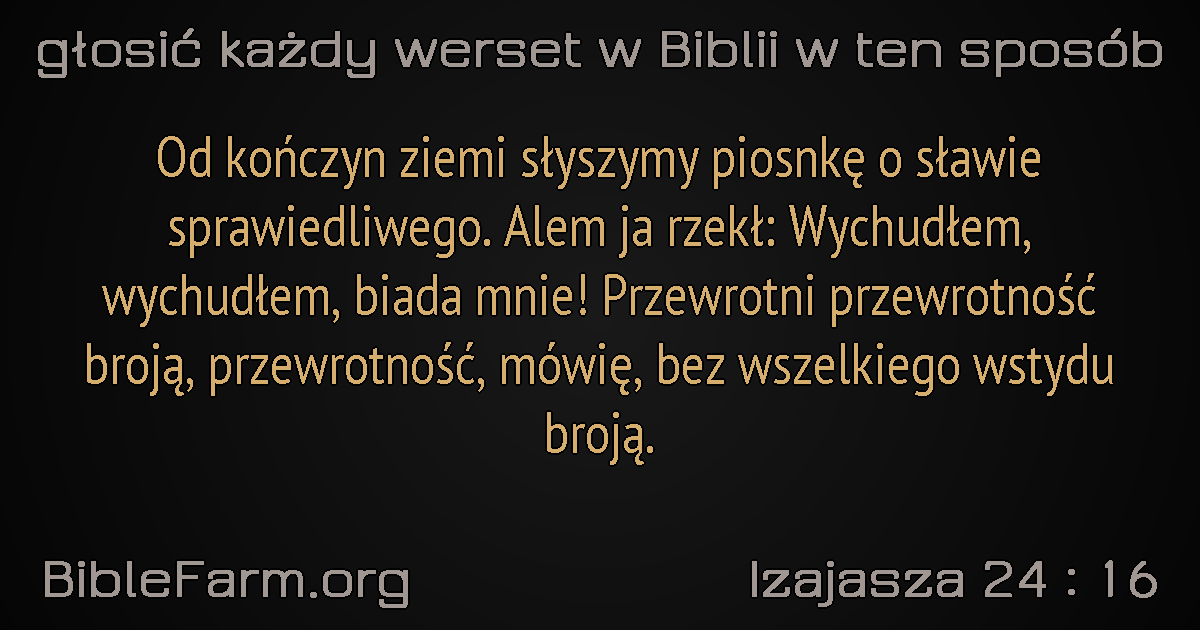 głosić każdy werset w Biblii w ten sposób
Od kończyn ziemi słyszymy piosnkę o sławie
sprawiedliwego. Alem ja rzekł: Wychudłem,
wychudłem, biada mnie! Przewrotni przewrotność
broją, przewrotność, mówię, bez wszelkiego wstydu
broją.
BibleFarm.org
Izajasza 24 : 16